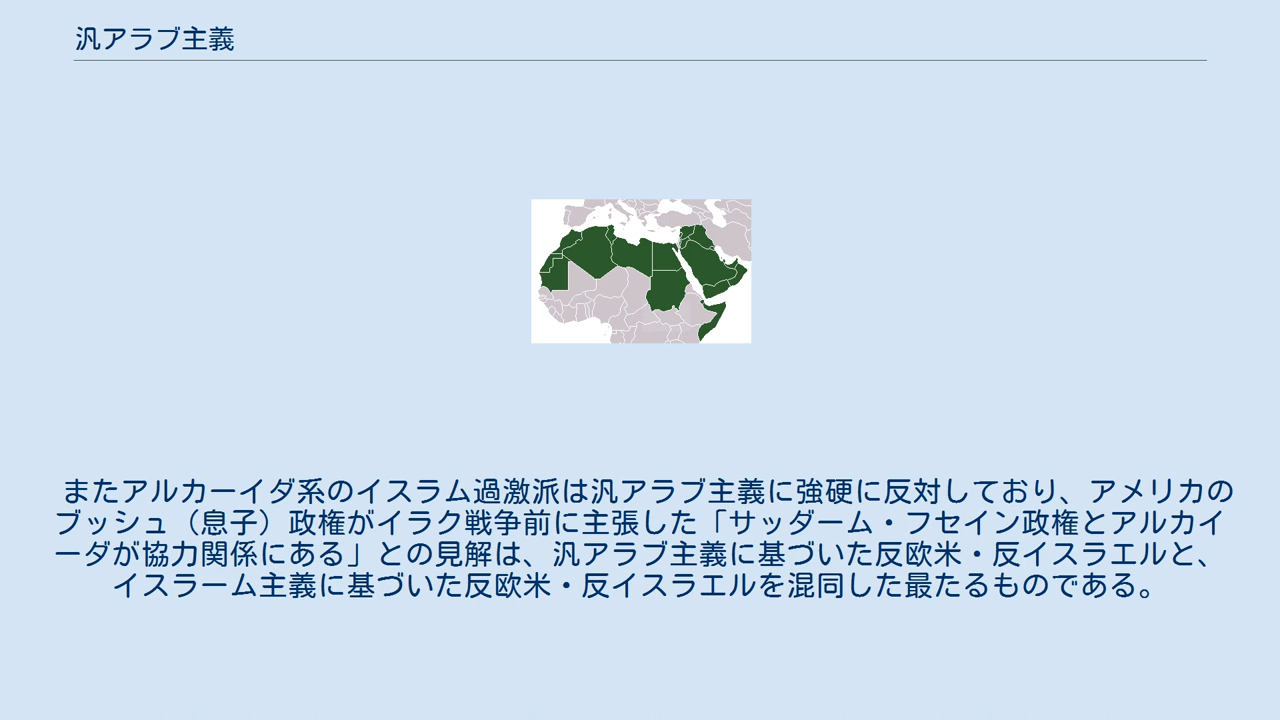 汎アラブ主義
またアルカーイダ系のイスラム過激派は汎アラブ主義に強硬に反対しており、アメリカの
ブッシュ（息子）政権がイラク戦争前に主張した「サッダーム・フセイン政権とアルカイ
ーダが協力関係にある」との見解は、汎アラブ主義に基づいた反欧米・反イスラエルと、
イスラーム主義に基づいた反欧米・反イスラエルを混同した最たるものである。